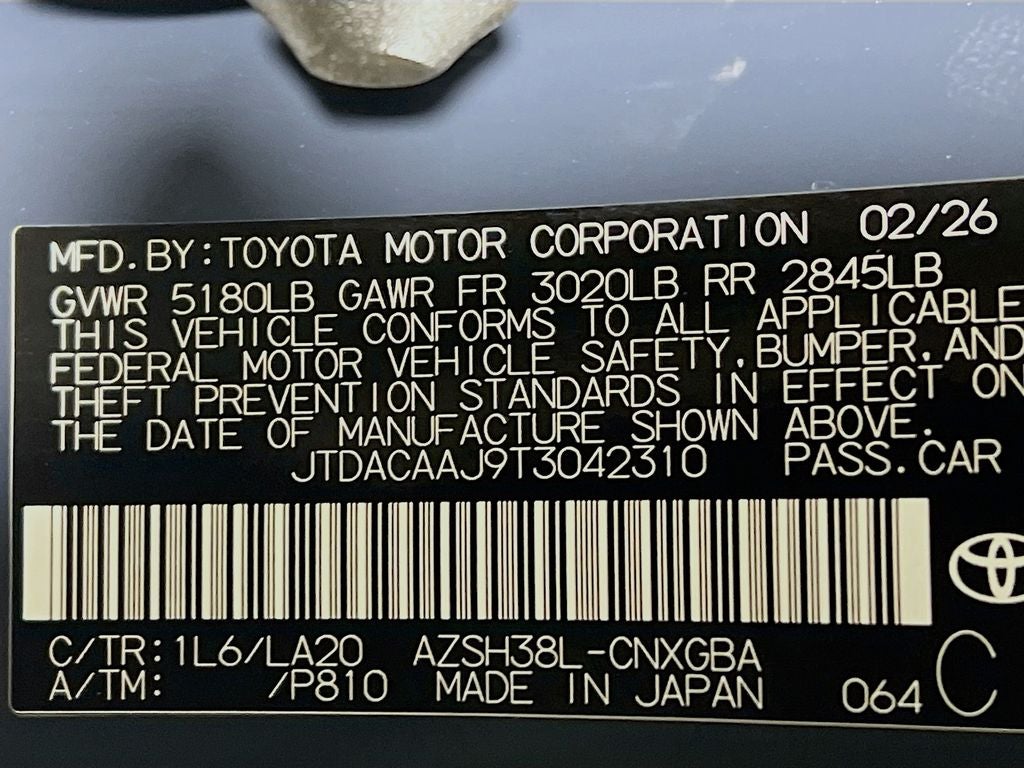 MFD. BY: TOYOTA MOTOR CORPORATION 02/26
GVWR 5180LB GAWR FR 3020LB RR 2845LB
THIS VEHICLE CONFORMS TO ALL APPLICABLE
FEDERAL MOTOR VEHICLE SAFETY, BUMPER, AND
THEFT PREVENTION STANDARDS IN EFFECT ON
THE DATE OF MANUFACTURE SHOWN ABOVE.
JTDACAAJ9T3042310 PASS. CAR
C/TR: 1L6/LA20 AZSH38L-CNXGBA
A/TM: /P810 MADE IN JAPAN 064 C